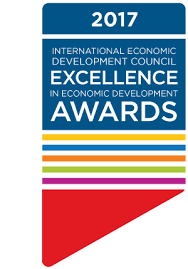 2017
INTERNATIONAL ECONOMIC
DEVELOPMENT COUNCIL
EXCELLENCE
IN ECONOMIC DEVELOPMENT
AWARDS